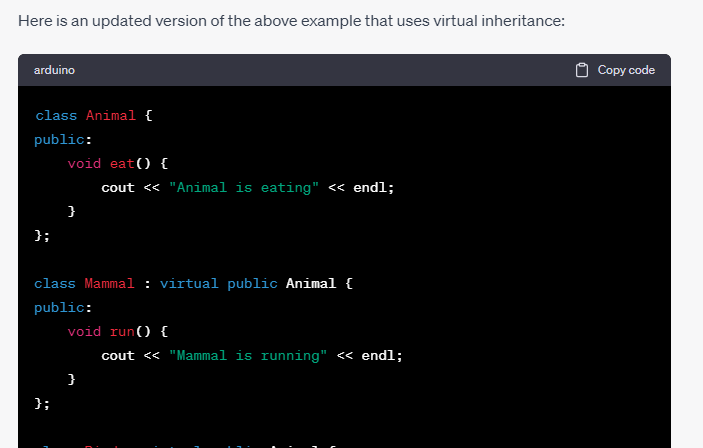 Here is an updated version of the above example that uses virtual inheritance:
arduino Copy code
class Animal {
public:
    void eat() {
        cout << "Animal is eating" << endl;
    }
};
class Mammal : virtual public Animal {
public:
    void run() {
        cout << "Mammal is running" << endl;
    }
};